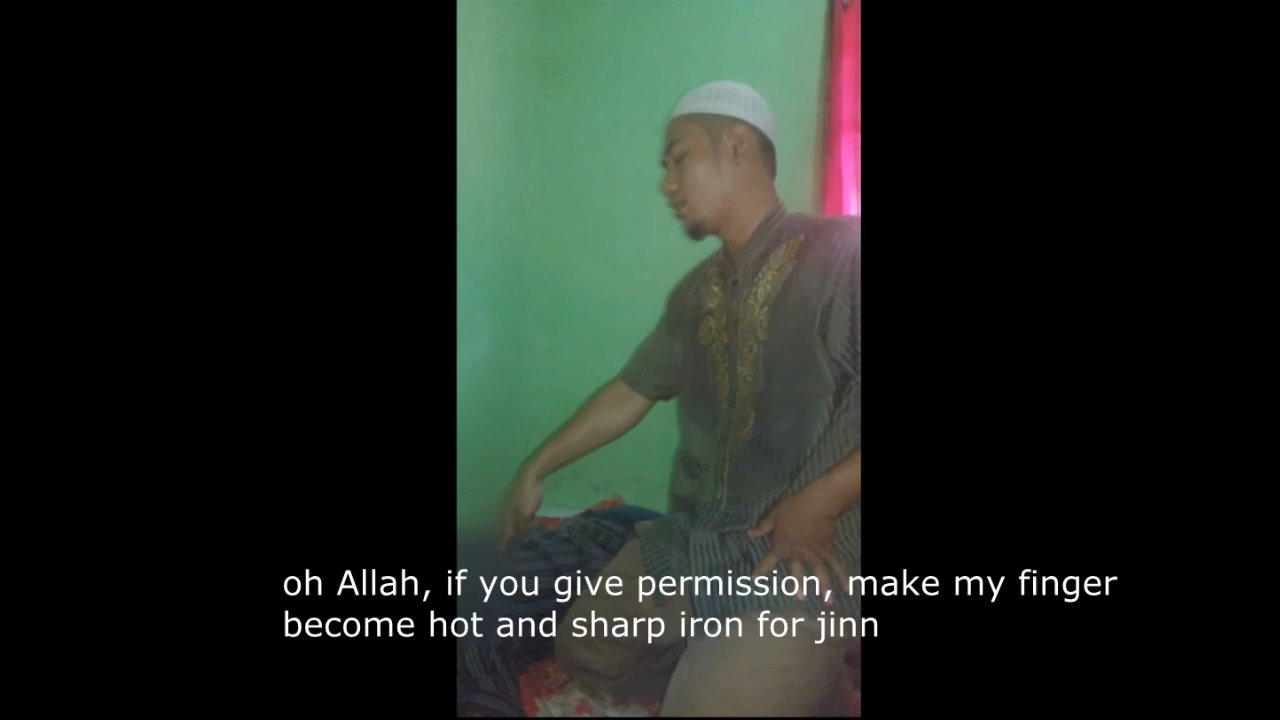 oh Allah, if you give permission, make my finger
become hot and sharp iron for jinn